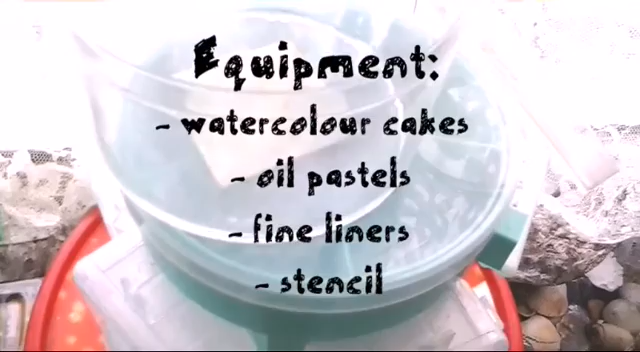 Equipment:
- watercolour cakes
- oil pastels
- fine liners
- stencil